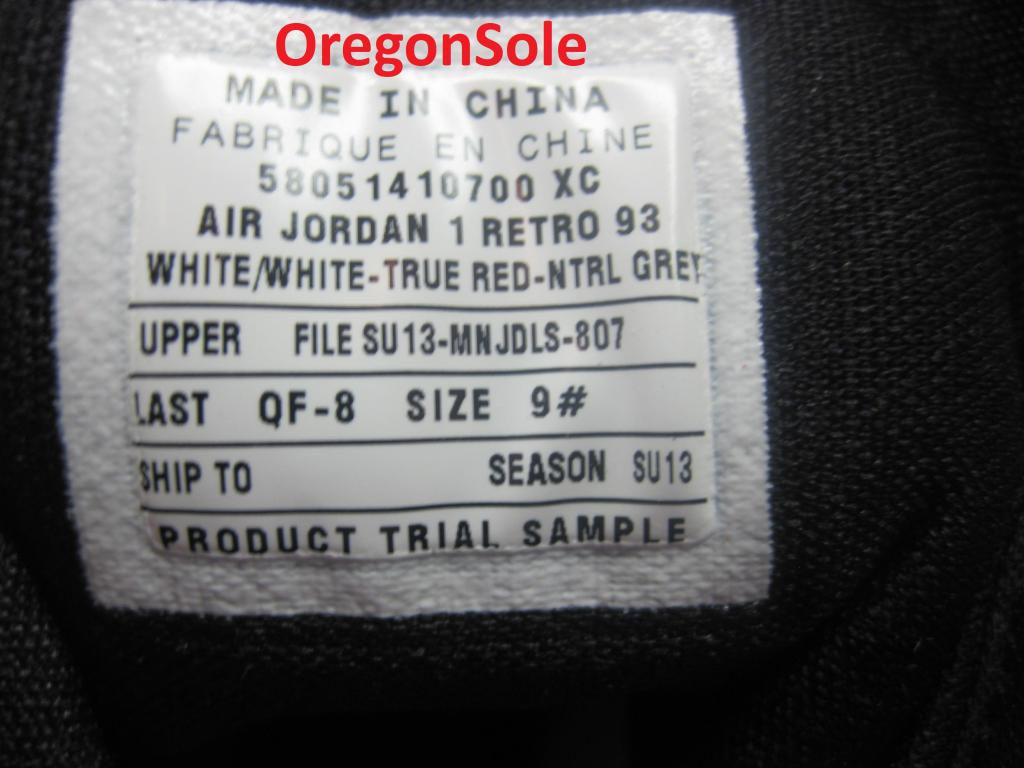 OregonSole
MADE IN CHINA
FABRIQUE EN CHINE
58051410700 XC
AIR JORDAN 1 RETRO 93
WHITE/WHITE-TRUE RED-NTRL GREY
UPPER FILE SU13-MNJDLS-807
LAST QF-8 SIZE 9#
SHIP TO SEASON SU13
PRODUCT TRIAL SAMPLE